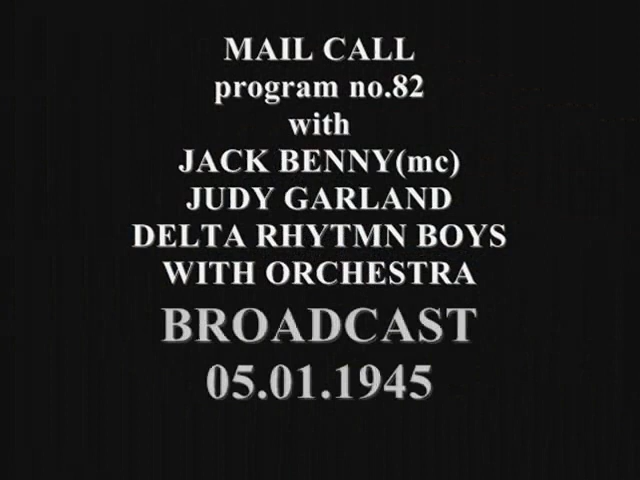 MAIL CALL
program no.82
with
JACK BENNY(mc)
JUDY GARLAND
DELTA RHYTMN BOYS
WITH ORCHESTRA
BROADCAST
05.01.1945